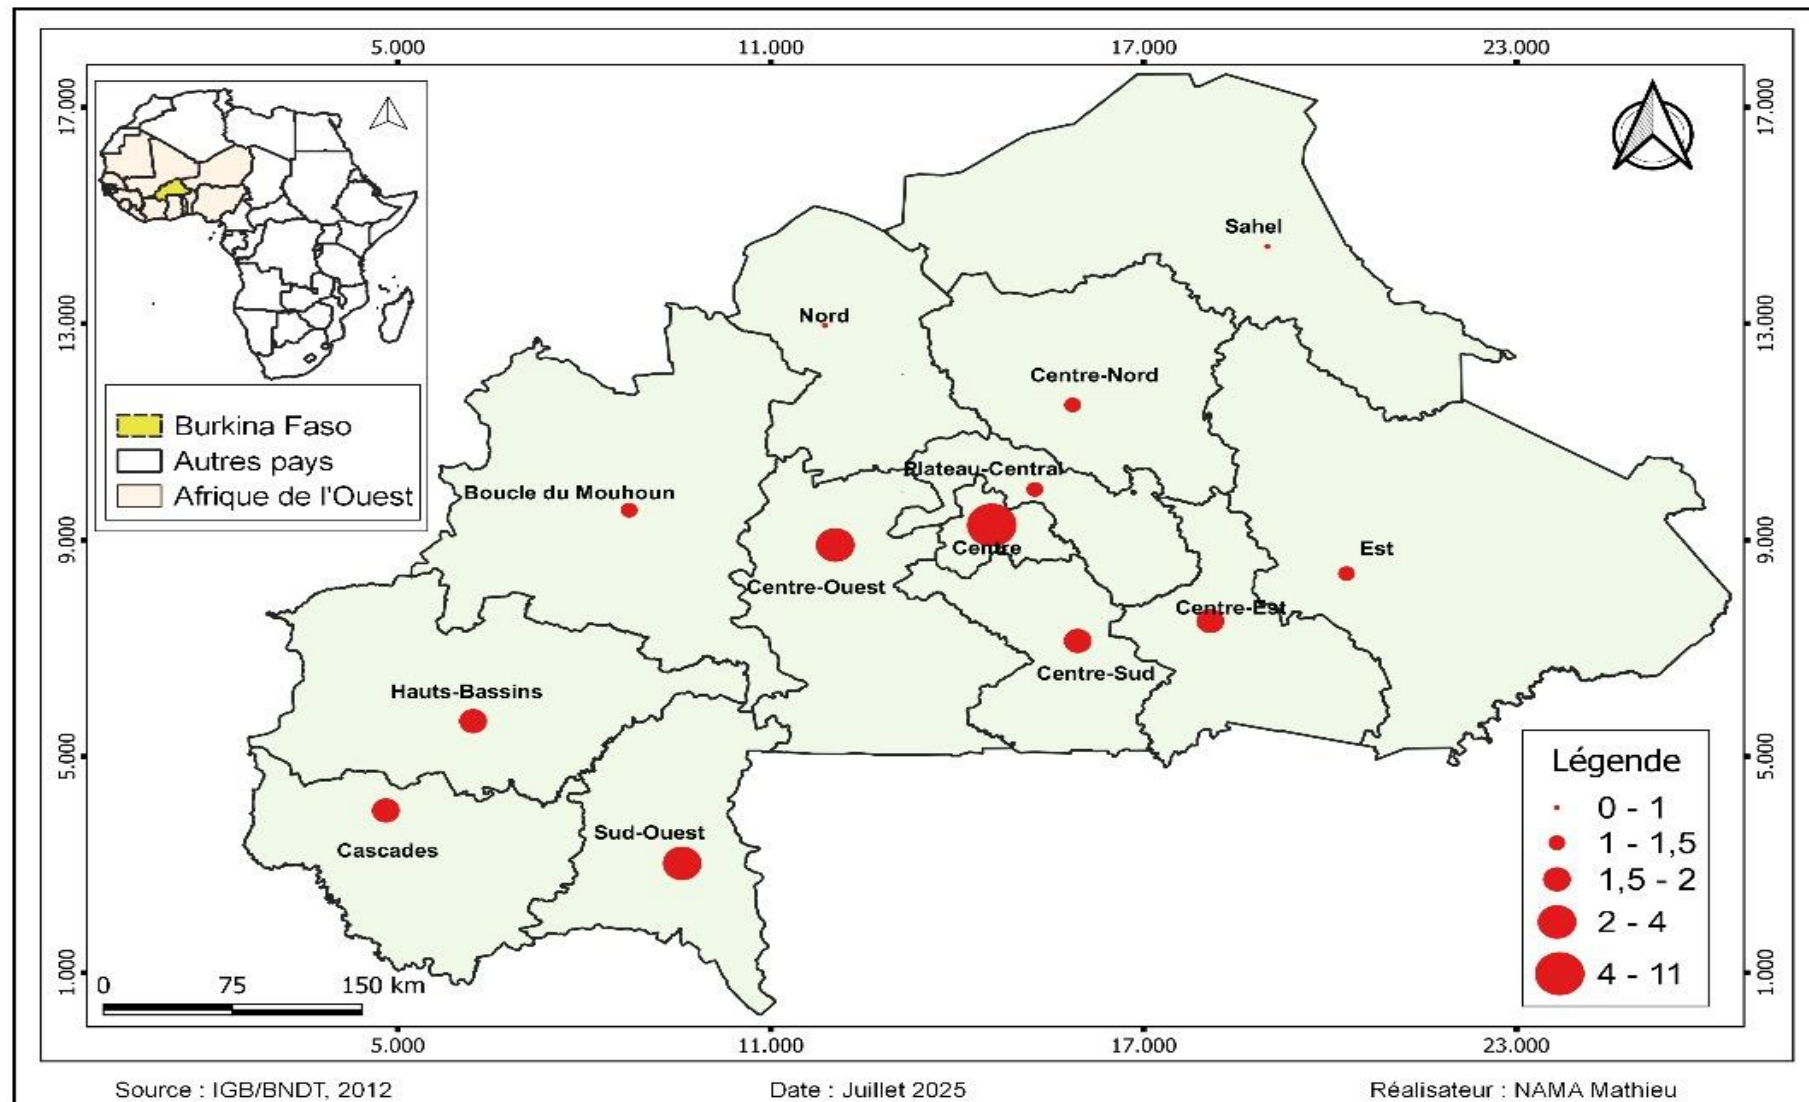 5.000 11.000 17.000 23.000
17.000 17.000
13.000 13.000
9.000 9.000
5.000 5.000
1.000 1.000
Burkina Faso
Autres pays
Afrique de l'Ouest
Sahel
Nord
Centre-Nord
Plateau-Central
Boucle du Mouhoun
Centre
Est
Centre-Ouest
Centre-Est
Centre-Sud
Hauts-Bassins
Sud-Ouest
Cascades
Légende
0 - 1
1 - 1,5
1,5 - 2
2 - 4
4 - 11
0 75 150 km
5.000 11.000 17.000 23.000
Source : IGB/BNDT, 2012 Date : Juillet 2025 Réalisateur : NAMA Mathieu